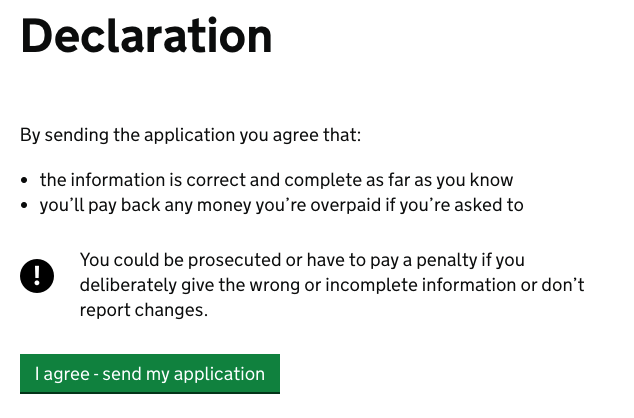 Declaration
By sending the application you agree that:
• the information is correct and complete as far as you know
• you’ll pay back any money you’re overpaid if you’re asked to
! You could be prosecuted or have to pay a penalty if you
deliberately give the wrong or incomplete information or don’t
report changes.
I agree - send my application